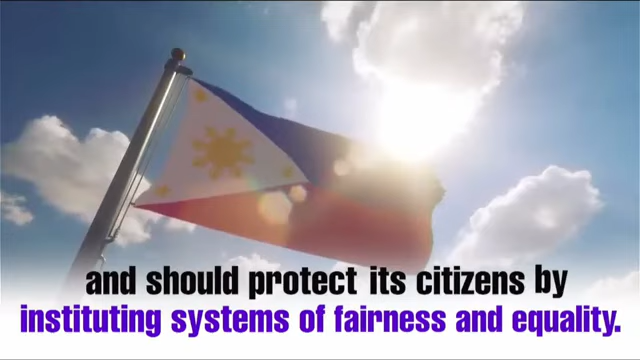 and should protect its citizens by
instituting systems of fairness and equality.